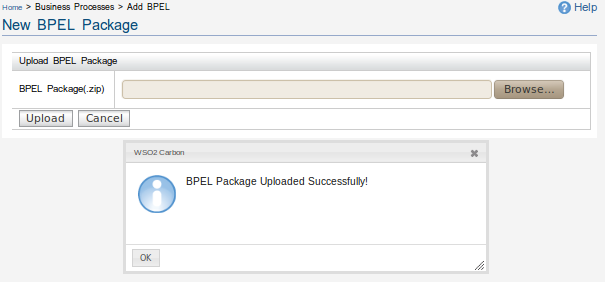 Home > Business Processes > Add BPEL
? Help
New BPEL Package
Upload BPEL Package
BPEL Package(.zip)
Browse...
Upload Cancel
WSO2 Carbon
BPEL Package Uploaded Successfully!
OK